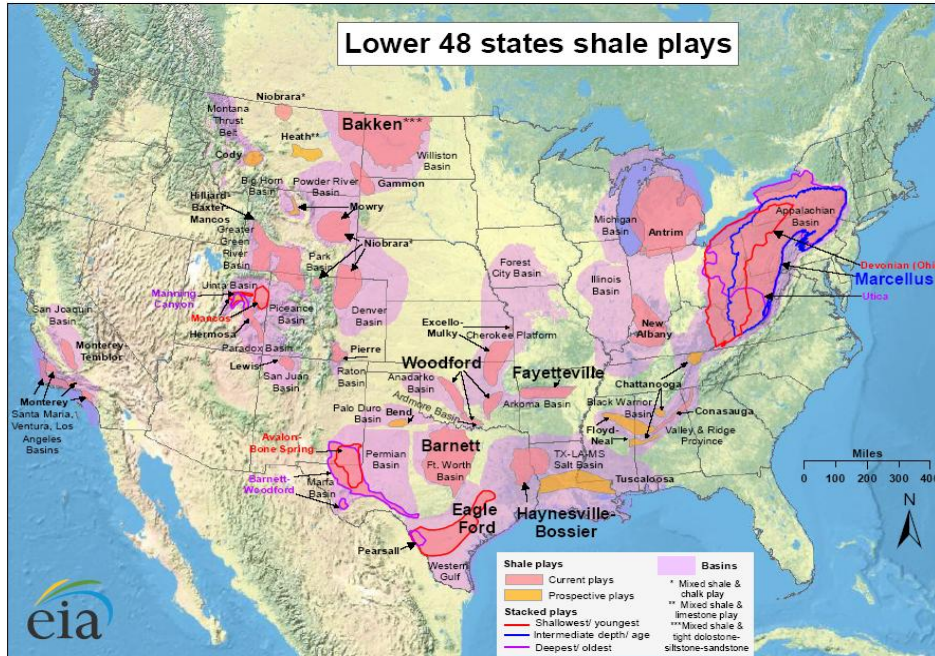 Lower 48 states shale plays
Niobrara*
Montana
Thrust
Belt
Bakken***
Heath**
Cody
Williston
Basin
Big Horn
Basin
Powder River
Basin
Gammon
Hilliard-
Baxter-
Mancos
Mowry
Greater
Green
River
Basin
Niobrara*
Park
Basin
Michigan
Basin
Antrim
Appalachian
Basin
Devonian (Ohi
Marcellus
Utica
Forest
City Basin
Illinois
Basin
Uinta Basin
Manning
Canyon
Mancos
Piceance
Basin
Denver
Basin
San Joaquin
Basin
Hermosa
Paradox Basin
Excello-
Mulky
Cherokee Platform
New
Albany
Monterey-
Temblor
Lewis
San Juan
Basin
Pierre
Raton
Basin
Woodford
Anadarko
Basin
Fayetteville
Chattanooga
Monterey
Santa Maria,
Ventura, Los
Angeles
Basins
Ardmore Basin
Arkoma Basin
Black Warrior
Basin
Conasauga
Palo Duro
Basin
Bend
Floyd-
Neal
Valley & Ridge
Province
Avalon-
Bone Spring
Permian
Basin
Barnett
Ft. Worth
Basin
TX-LA-MS
Salt Basin
Tuscaloosa
Barnett-
Woodford
Marfa
Basin
Eagle
Ford
Haynesville-
Bossier
Pearsall
Western
Gulf
Miles
0 100 200 300 400
N
Shale plays
Current plays
Prospective plays
Stacked plays
Shallowest/ youngest
Intermediate depth/ age
Deepest/ oldest
Basins
* Mixed shale &
chalk play
** Mixed shale &
limestone play
***Mixed shale &
tight dolostone-
siltstone-sandstone
eia